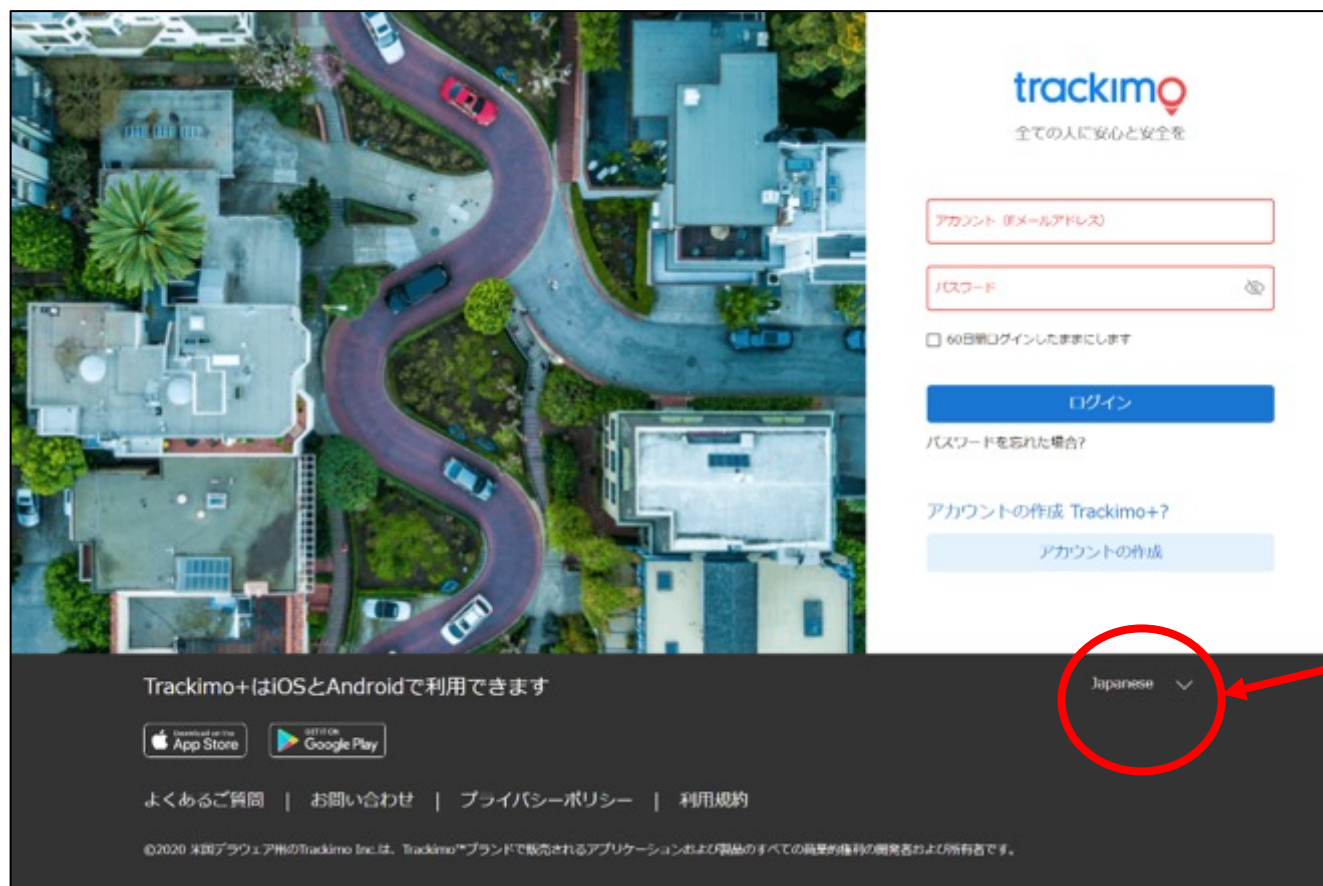 trackimo
全ての人に安心と安全を
アカウント (Eメールアドレス)
パスワード
60日間ログインしたままにします
ログイン
パスワードを忘れた場合?
アカウントの作成 Trackimo+?
アカウントの作成
Trackimo+はiOSとAndroidで利用できます
Japanese
Download on the
App Store
GET IT ON
Google Play
よくあるご質問 | お問い合わせ | プライバシーポリシー | 利用規約
©2020 米国デラウェア州のTrackimo Inc.は、Trackimo™ブランドで販売されるアプリケーションおよび製品のすべての商業的権利の開発者および所有者です。